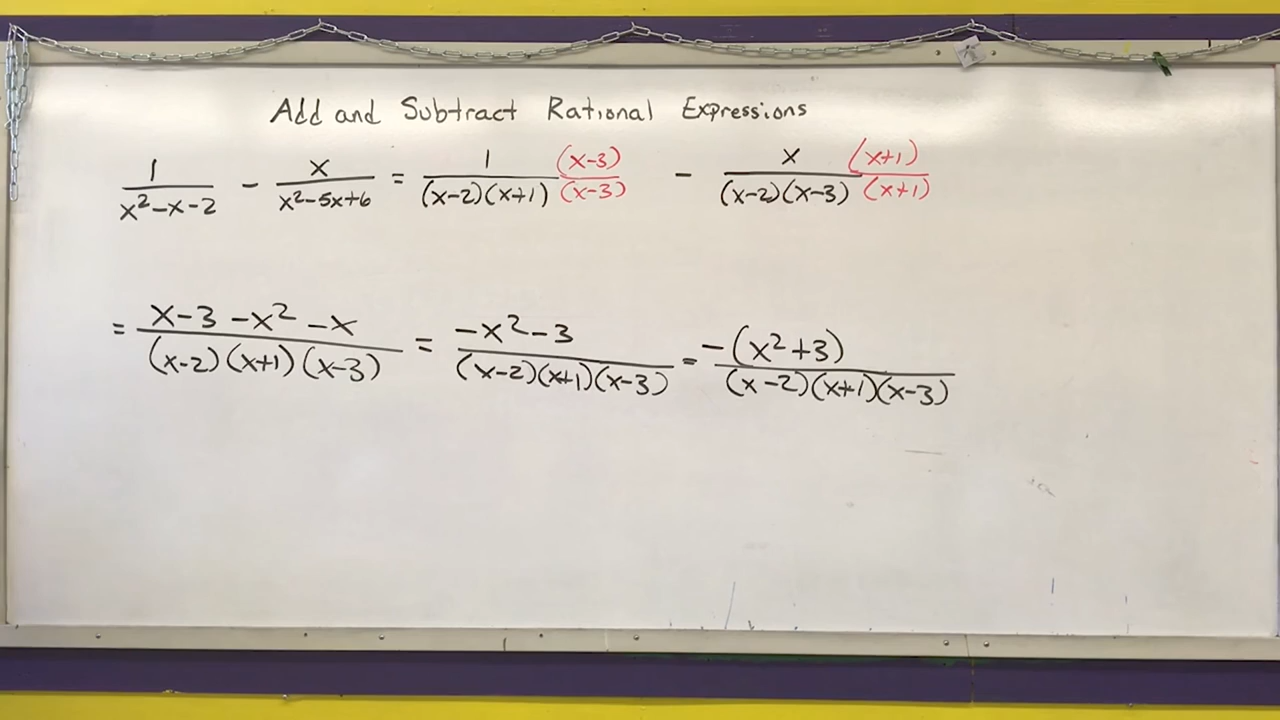 Add and Subtract Rational Expressions
1/(x²-x-2) - x/(x²-5x+6) = 1/((x-2)(x+1)) (x-3)/(x-3) - x/((x-2)(x-3)) (x+1)/(x+1)
= (x-3-x²-x)/((x-2)(x+1)(x-3)) = (-x²-3)/((x-2)(x+1)(x-3)) = -(x²+3)/((x-2)(x+1)(x-3))